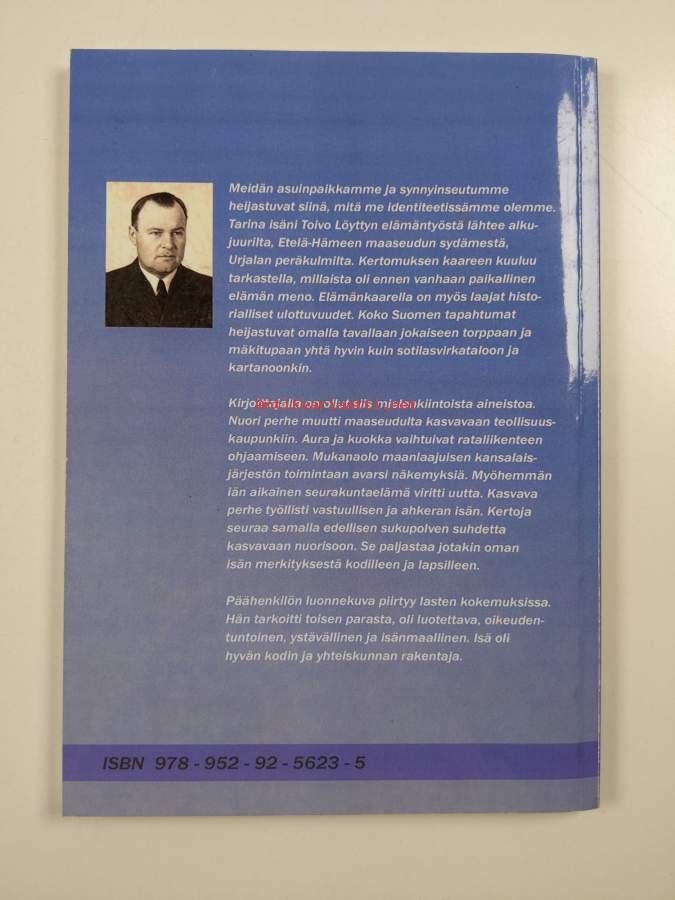 Meidän asuinpaikkamme ja synnyinseutumme
heijastuvat siinä, mitä me identiteetissämme olemme.
Tarina isäni Toivo Löyttyn elämäntyöstä lähtee alku-
juurilta, Etelä-Hämeen maaseudun sydämestä,
Urjalan peräkulmilta. Kertomuksen kaareen kuuluu
tarkastella, millaista oli ennen vanhaan paikallinen
elämän meno. Elämänkaarella on myös laajat histo-
rialliset ulottuvuudet. Koko Suomen tapahtumat
heijastuvat omalla tavallaan jokaiseen torppaan ja
mäkitupaan yhtä hyvin kuin sotilasvirkataloon ja
kartanoonkin.
Kirjoittajalla on ollut siis mielenkiintoista aineistoa.
Nuori perhe muutti maaseudulta kasvavaan teollisuus-
kaupunkiin. Aura ja kuokka vaihtuivat rataliikenteen
ohjaamiseen. Mukanaolo maanlaajuisen kansalais-
järjestön toimintaan avarsi näkemyksiä. Myöhemmän
iän aikainen seurakuntaelämä viritti uutta. Kasvava
perhe työllisti vastuullisen ja ahkeran isän. Kertoja
seuraa samalla edellisen sukupolven suhdetta
kasvavaan nuorisoon. Se paljastaa jotakin oman
isän merkityksestä kodilleen ja lapsilleen.
Päähenkilön luonnekuva piirtyy lasten kokemuksissa.
Hän tarkoitti toisen parasta, oli luotettava, oikeuden-
tuntoinen, ystävällinen ja isänmaallinen. Isä oli
hyvän kodin ja yhteiskunnan rakentaja.
ISBN 978 - 952 - 92 - 5623 - 5